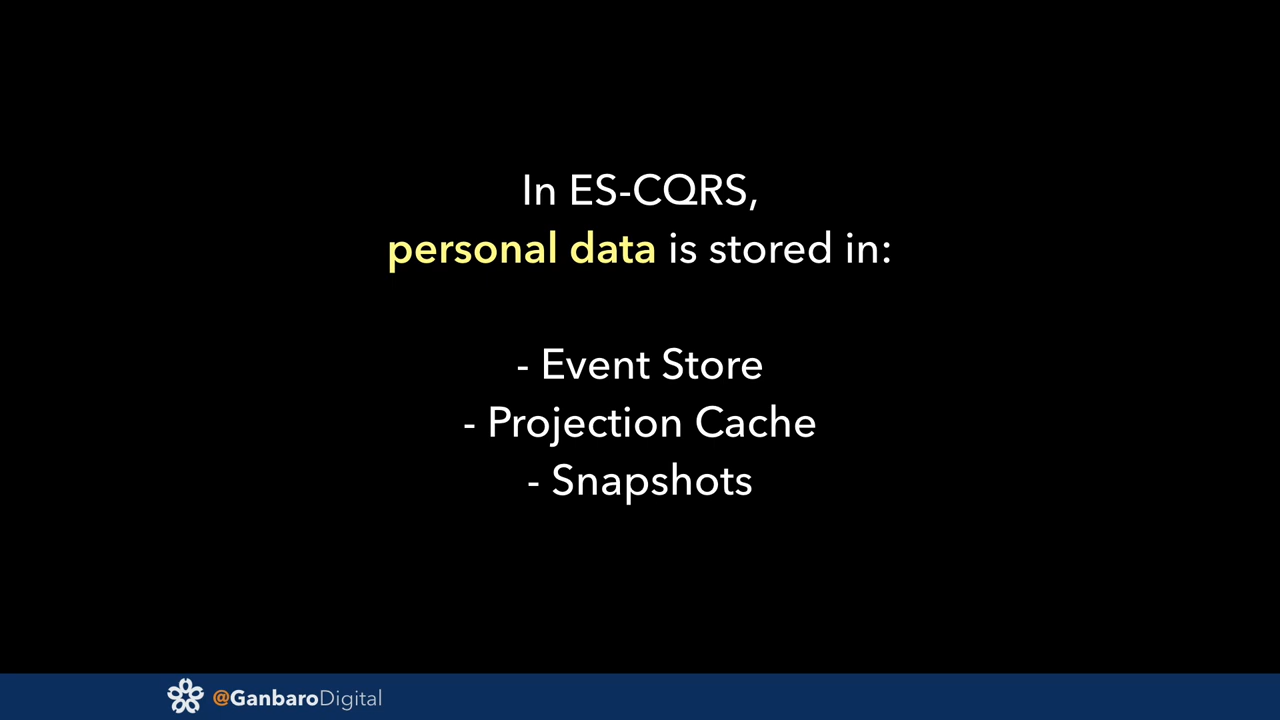 In ES-CQRS,
personal data is stored in:
- Event Store
- Projection Cache
- Snapshots
@GanbaroDigital